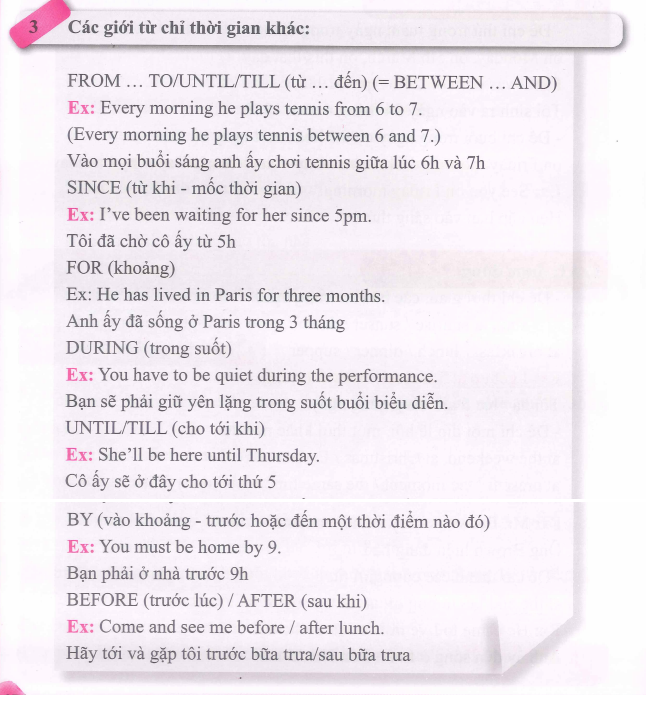 3 Các giới từ chỉ thời gian khác:
FROM … TO/UNTIL/TILL (từ … đến) (= BETWEEN … AND)
Ex: Every morning he plays tennis from 6 to 7.
(Every morning he plays tennis between 6 and 7.)
Vào mọi buổi sáng anh ấy chơi tennis giữa lúc 6h và 7h
SINCE (từ khi - mốc thời gian)
Ex: I've been waiting for her since 5pm.
Tôi đã chờ cô ấy từ 5h
FOR (khoảng)
Ex: He has lived in Paris for three months.
Anh ấy đã sống ở Paris trong 3 tháng
DURING (trong suốt)
Ex: You have to be quiet during the performance.
Bạn sẽ phải giữ yên lặng trong suốt buổi biểu diễn.
UNTIL/TILL (cho tới khi)
Ex: She'll be here until Thursday.
Cô ấy sẽ ở đây cho tới thứ 5
BY (vào khoảng - trước hoặc đến một thời điểm nào đó)
Ex: You must be home by 9.
Bạn phải ở nhà trước 9h
BEFORE (trước lúc) / AFTER (sau khi)
Ex: Come and see me before / after lunch.
Hãy tới và gặp tôi trước bữa trưa/sau bữa trưa